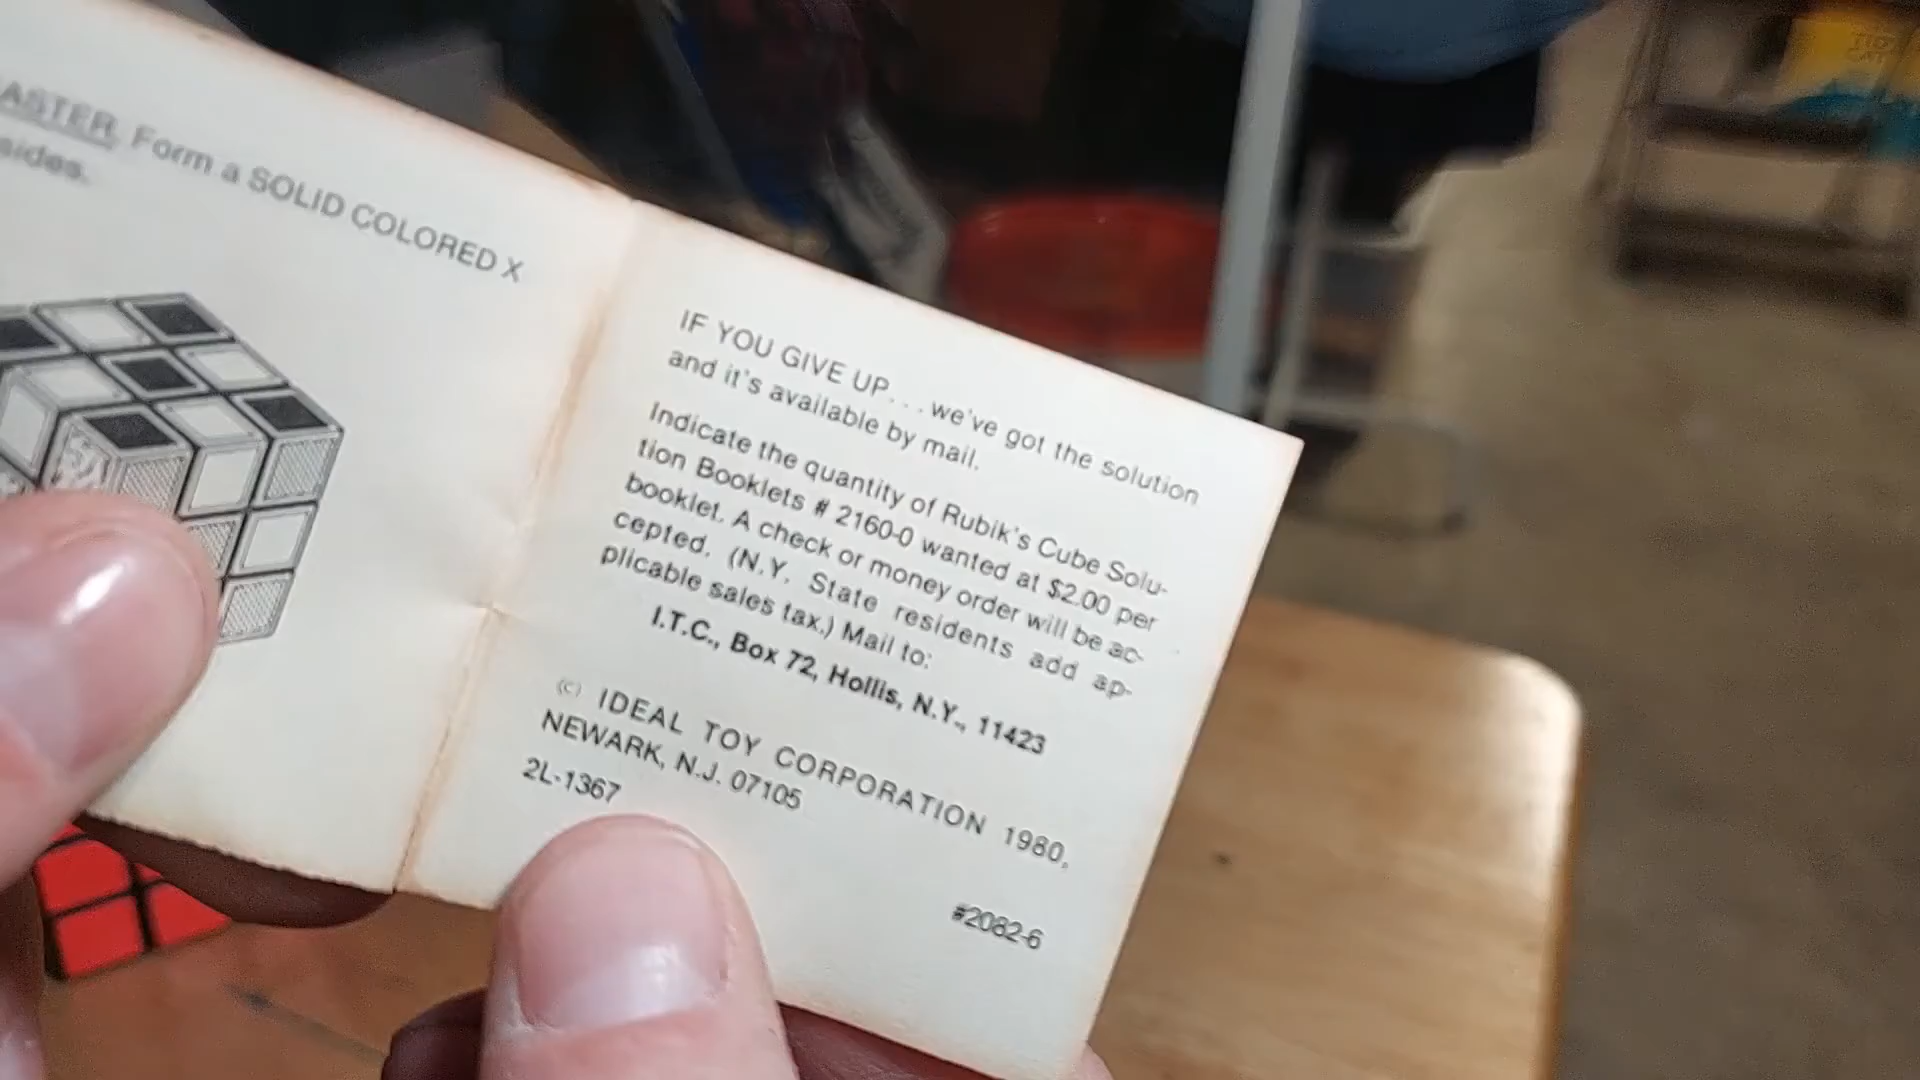 ASTER. Form a SOLID COLORED X
sides.
IF YOU GIVE UP. . . we've got the solution
and it's available by mail.
Indicate the quantity of Rubik's Cube Solu-
tion Booklets # 2160-0 wanted at $2.00 per
booklet. A check or money order will be ac-
cepted. (N.Y. State residents add ap-
plicable sales tax.) Mail to:
I.T.C., Box 72, Hollis, N.Y., 11423
(c) IDEAL TOY CORPORATION 1980,
NEWARK, N.J. 07105
2L-1367
#2082-6